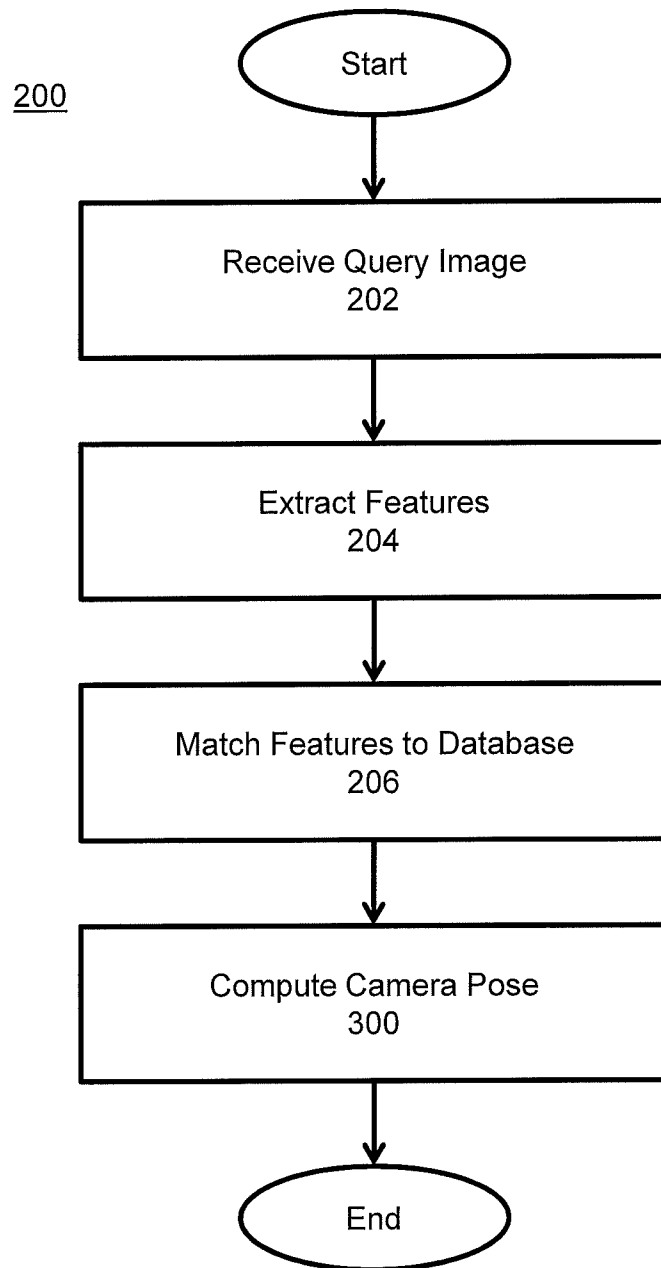 Start
200
Receive Query Image
202
Extract Features
204
Match Features to Database
206
Compute Camera Pose
300
End